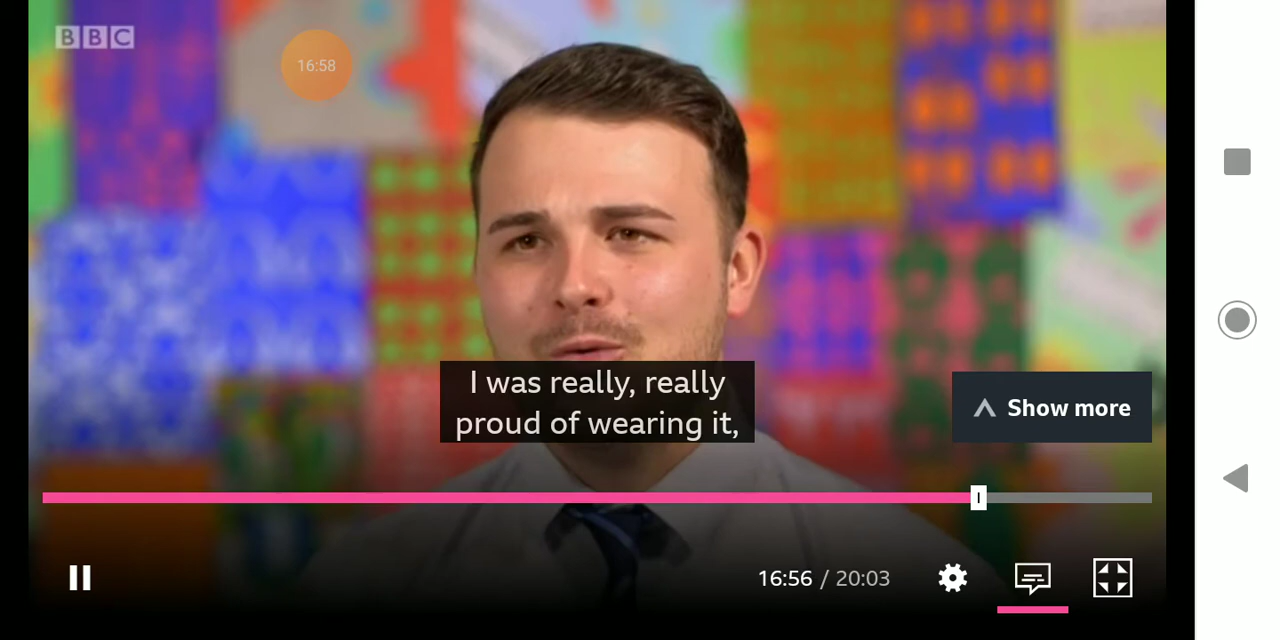 BBC
16:58
I was really, really
proud of wearing it,
Show more
16:56 / 20:03